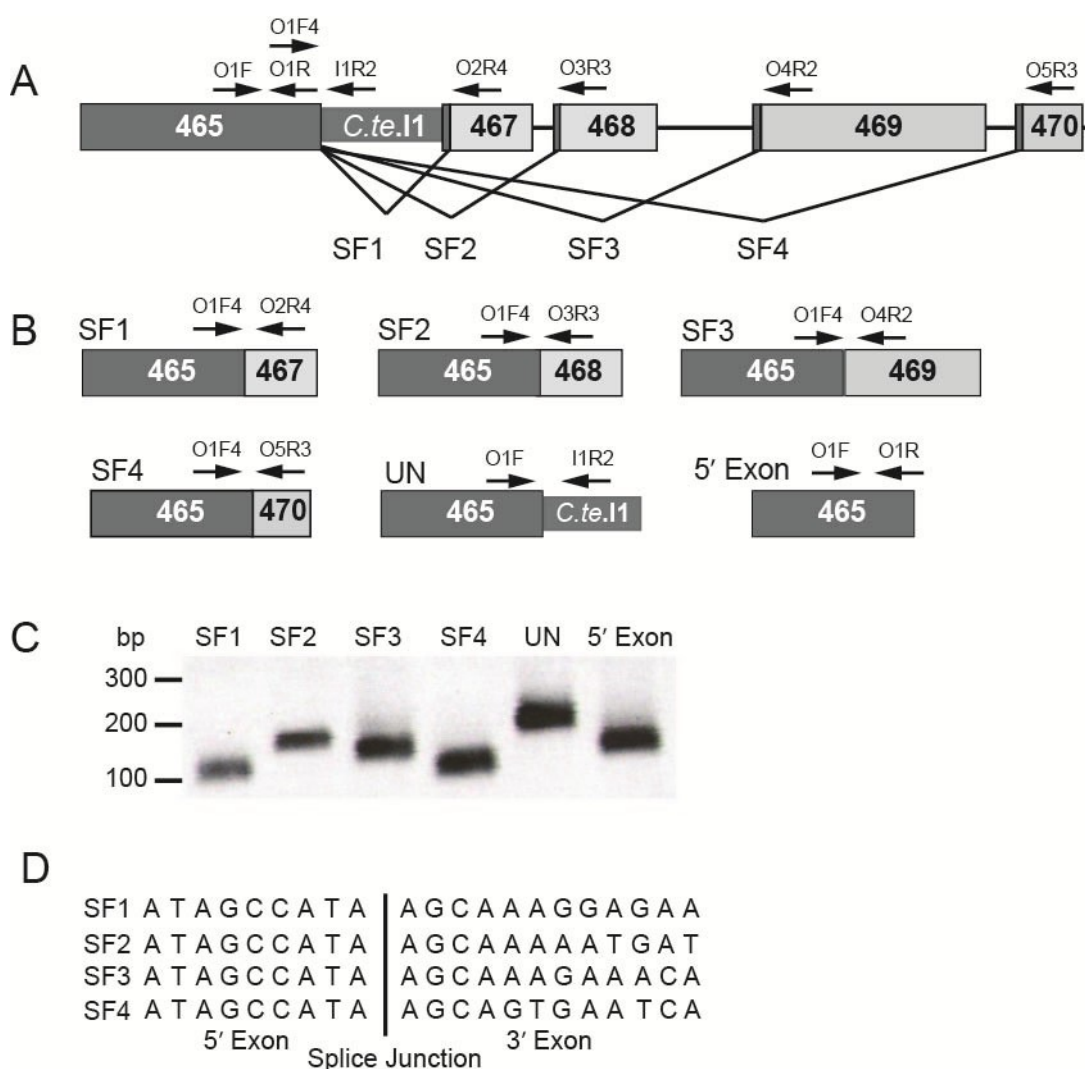 A
O1F4
O1F O1R I1R2 O2R4 O3R3 O4R2 O5R3
465 C.te.I1 467 468 469 470
SF1 SF2 SF3 SF4
B
SF1 O1F4 O2R4
465 467
SF2 O1F4 O3R3
465 468
SF3 O1F4 O4R2
465 469
SF4 O1F4 O5R3
465 470
UN O1F I1R2
465 C.te.I1
5′ Exon O1F O1R
465
C
bp SF1 SF2 SF3 SF4 UN 5′ Exon
300
200
100
D
SF1 A T A G C C A T A A G C A A A G G A G A A
SF2 A T A G C C A T A A G C A A A A A T G A T
SF3 A T A G C C A T A A G C A A A G A A A C A
SF4 A T A G C C A T A A G C A G T G A A T C A
5′ Exon 3′ Exon
Splice Junction